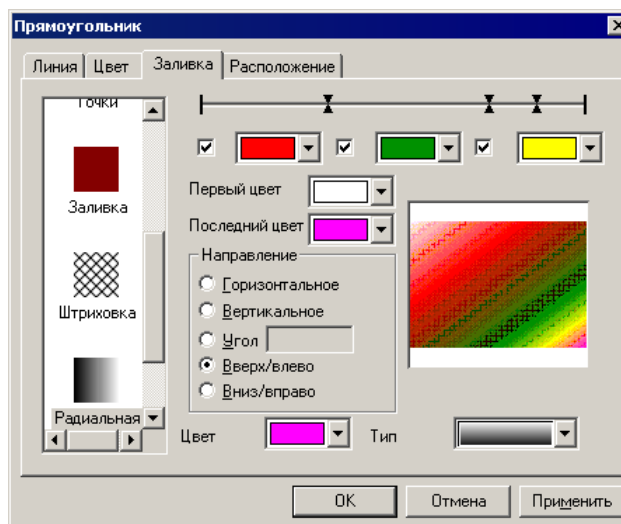 Прямоугольник
Линия Цвет Заливка Расположение
Точки
Заливка
Штриховка
Радиальная
Первый цвет
Последний цвет
Направление
Горизонтальное
Вертикальное
Угол
Вверх/влево
Вниз/вправо
Цвет Тип
OK Отмена Применить